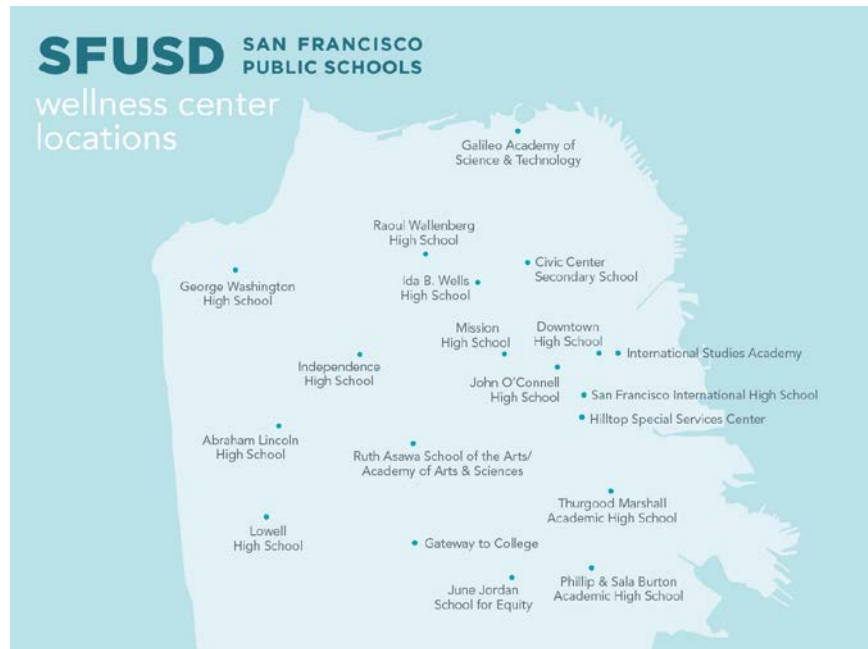 SFUSD SAN FRANCISCO
PUBLIC SCHOOLS
wellness center
locations
Galileo Academy of
Science & Technology
Raoul Wallenberg
High School
Civic Center
Secondary School
George Washington
High School
Ida B. Wells
High School
Mission
High School
Downtown
High School
International Studies Academy
Independence
High School
John O'Connell
High School
San Francisco International High School
Hilltop Special Services Center
Abraham Lincoln
High School
Ruth Asawa School of the Arts/
Academy of Arts & Sciences
Thurgood Marshall
Academic High School
Lowell
High School
Gateway to College
June Jordan
School for Equity
Phillip & Sala Burton
Academic High School